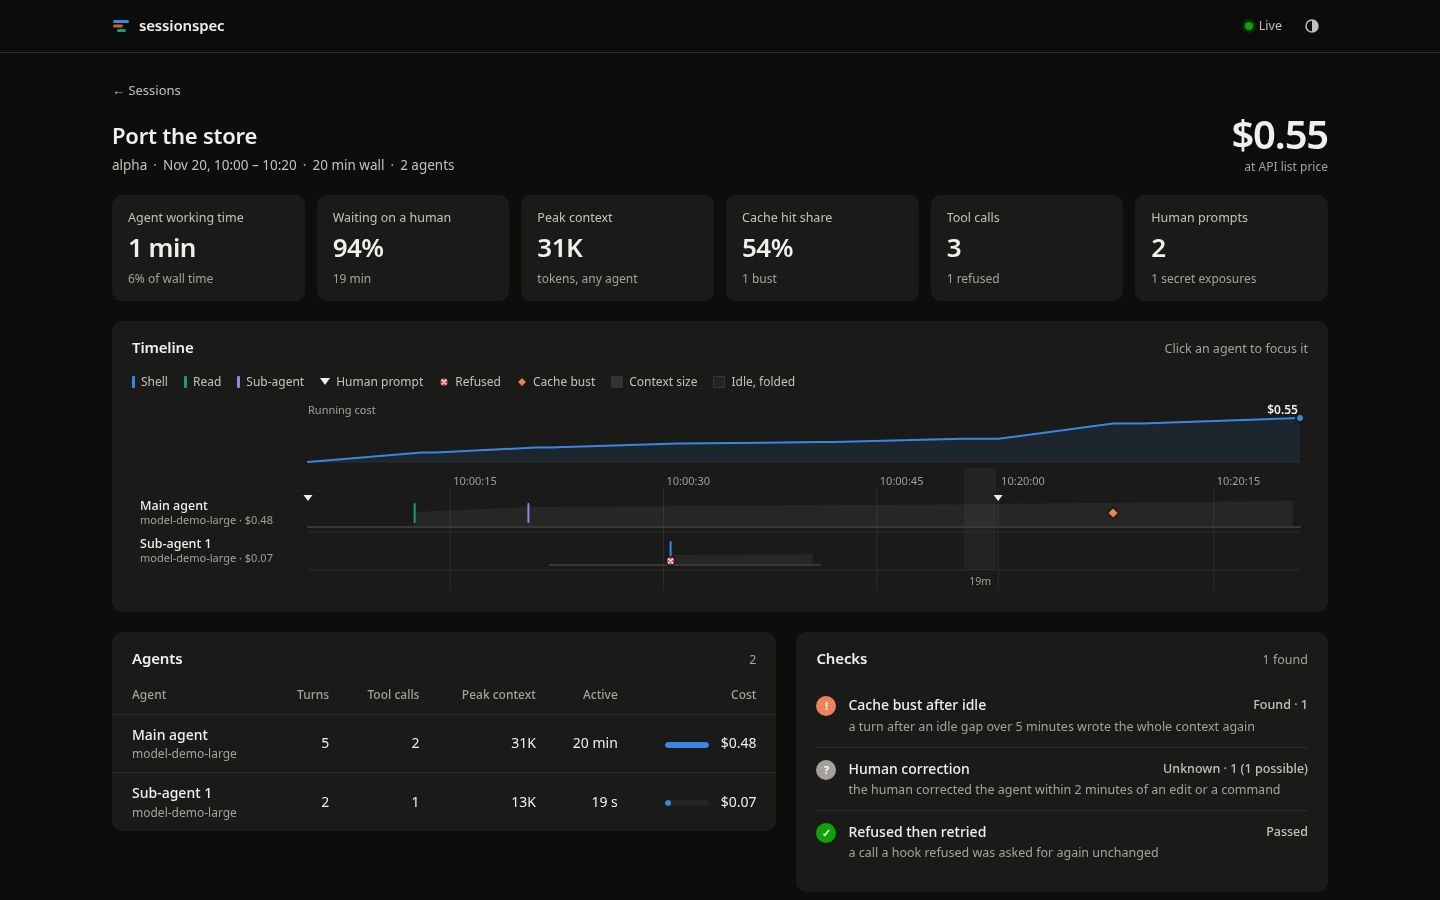 sessionspec
Live
← Sessions
Port the store
$0.55
alpha · Nov 20, 10:00 – 10:20 · 20 min wall · 2 agents
at API list price
Agent working time
1 min
6% of wall time
Waiting on a human
94%
19 min
Peak context
31K
tokens, any agent
Cache hit share
54%
1 bust
Tool calls
3
1 refused
Human prompts
2
1 secret exposures
Timeline
Click an agent to focus it
Shell
Read
Sub-agent
Human prompt
Refused
Cache bust
Context size
Idle, folded
Running cost
$0.55
10:00:15
10:00:30
10:00:45
10:20:00
10:20:15
Main agent
model-demo-large · $0.48
Sub-agent 1
model-demo-large · $0.07
19m
Agents
2
Agent Turns Tool calls Peak context Active Cost
Main agent
model-demo-large
5 2 31K 20 min $0.48
Sub-agent 1
model-demo-large
2 1 13K 19 s $0.07
Checks
1 found
! Cache bust after idle
Found · 1
a turn after an idle gap over 5 minutes wrote the whole context again
? Human correction
Unknown · 1 (1 possible)
the human corrected the agent within 2 minutes of an edit or a command
✓ Refused then retried
Passed
a call a hook refused was asked for again unchanged